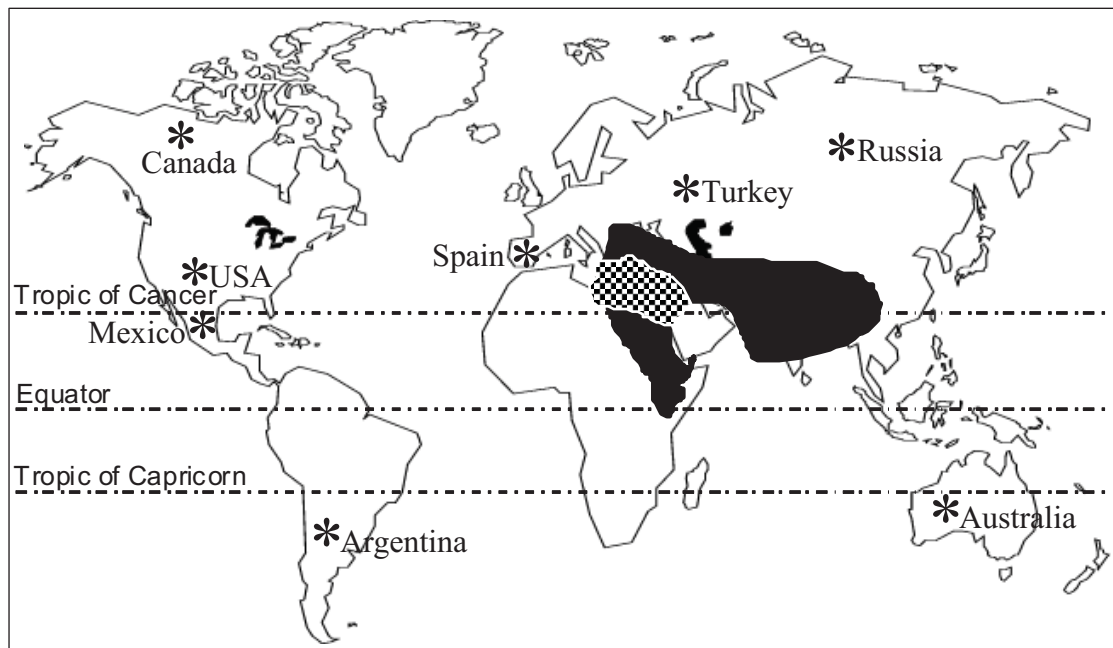 *Canada
*Russia
*Turkey
Spain*
*USA
Tropic of Cancer
Mexico*
Equator
Tropic of Capricorn
*Australia
*Argentina